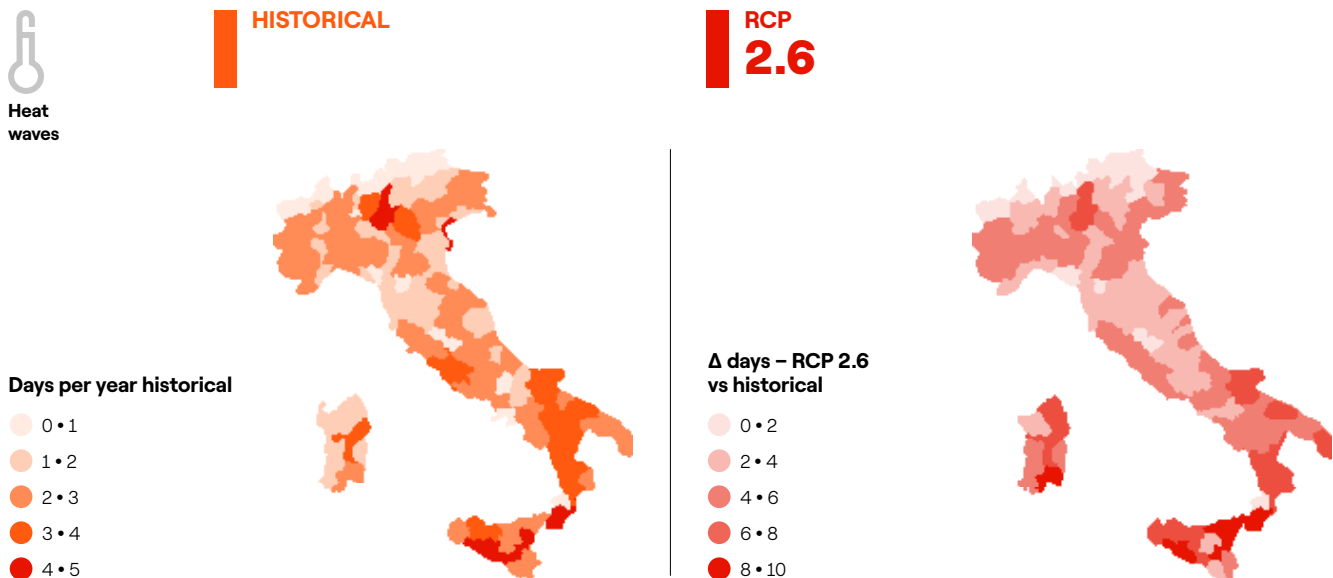 HISTORICAL
RCP
2.6
Heat
waves
Days per year historical
0 • 1
1 • 2
2 • 3
3 • 4
4 • 5
Δ days – RCP 2.6
vs historical
0 • 2
2 • 4
4 • 6
6 • 8
8 • 10